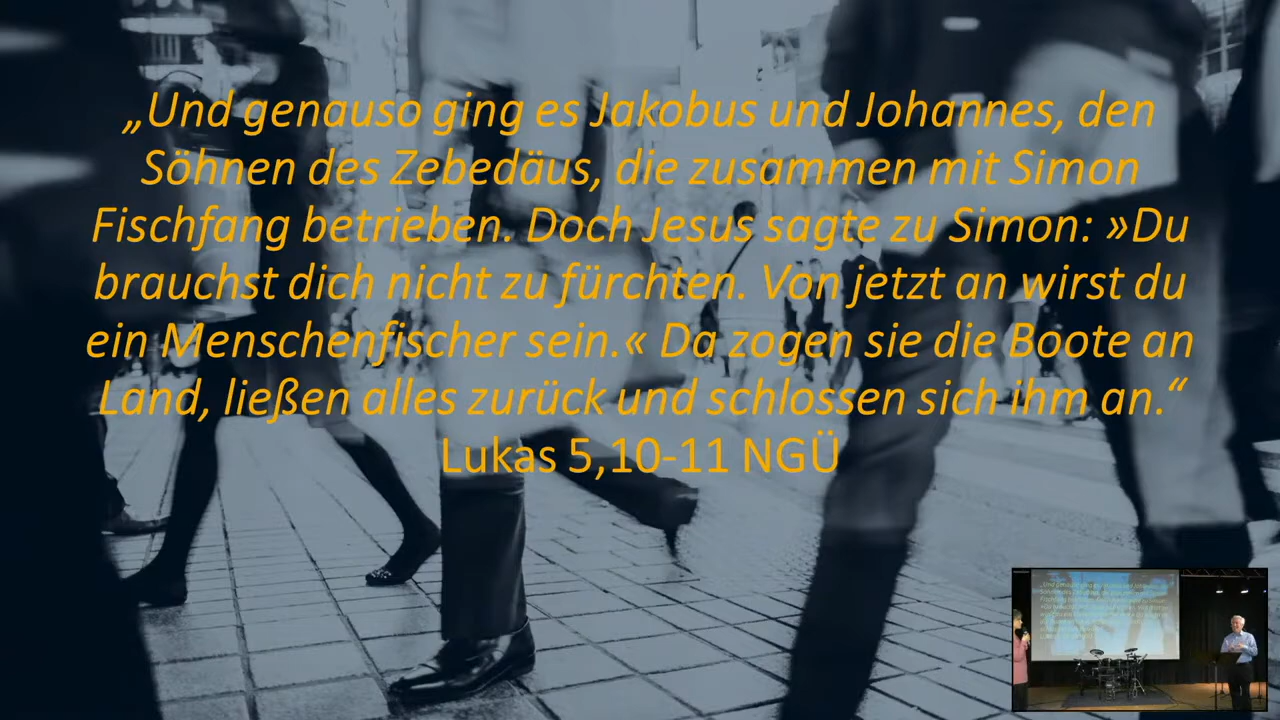 „Und genauso ging es Jakobus und Johannes, den
Söhnen des Zebedäus, die zusammen mit Simon
Fischfang betrieben. Doch Jesus sagte zu Simon: »Du
brauchst dich nicht zu fürchten. Von jetzt an wirst du
ein Menschenfischer sein.« Da zogen sie die Boote an
Land, ließen alles zurück und schlossen sich ihm an.“
Lukas 5,10-11 NGÜ